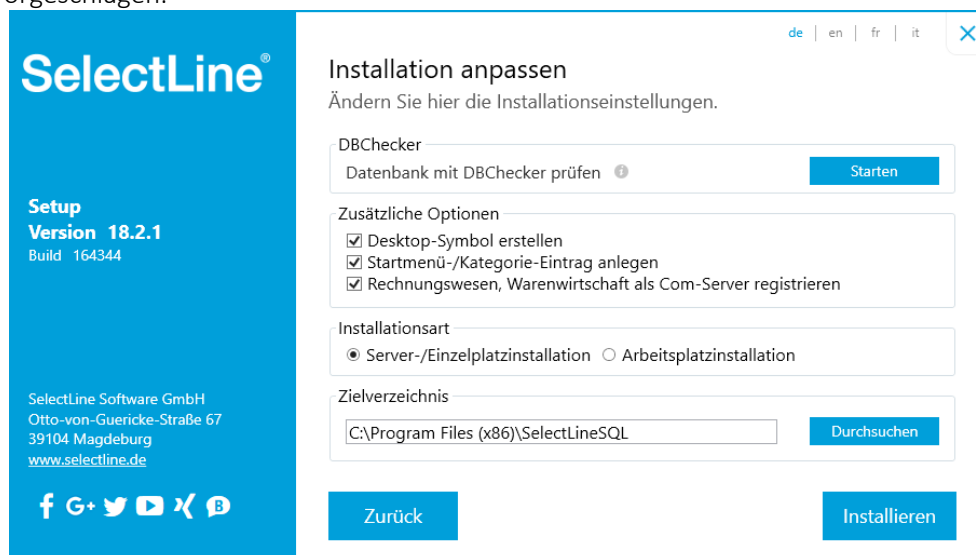 de | en | fr | it
SelectLine®
Installation anpassen
Ändern Sie hier die Installationseinstellungen.
DBChecker
Datenbank mit DBChecker prüfen
Starten
Setup
Version 18.2.1
Build 164344
Zusätzliche Optionen
Desktop-Symbol erstellen
Startmenü-/Kategorie-Eintrag anlegen
Rechnungswesen, Warenwirtschaft als Com-Server registrieren
Installationsart
Server-/Einzelplatzinstallation Arbeitsplatzinstallation
Zielverzeichnis
C:\Program Files (x86)\SelectLineSQL
Durchsuchen
SelectLine Software GmbH
Otto-von-Guericke-Straße 67
39104 Magdeburg
www.selectline.de
Zurück
Installieren